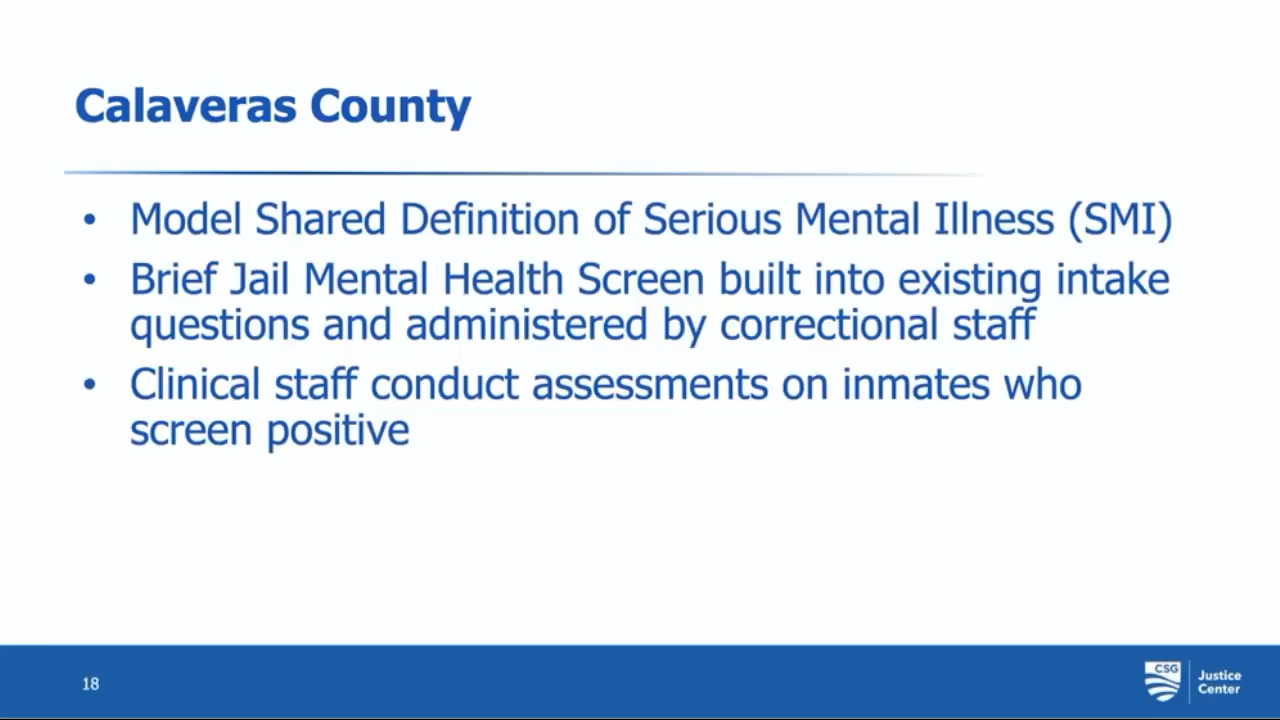 Calaveras County
• Model Shared Definition of Serious Mental Illness (SMI)
• Brief Jail Mental Health Screen built into existing intake
questions and administered by correctional staff
• Clinical staff conduct assessments on inmates who
screen positive
18
CSG
Justice
Center